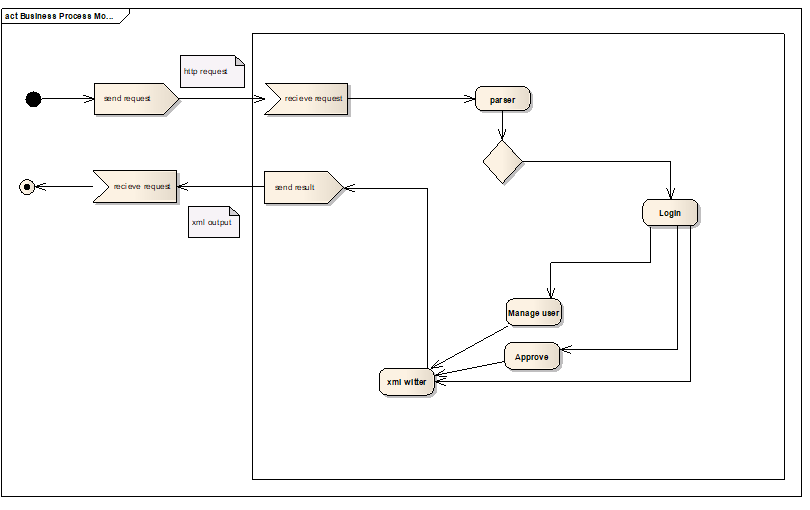 act Business Process Mo...
http request
send request
recieve request
parser
recieve request
send result
xml output
Login
Manage user
Approve
xml witter